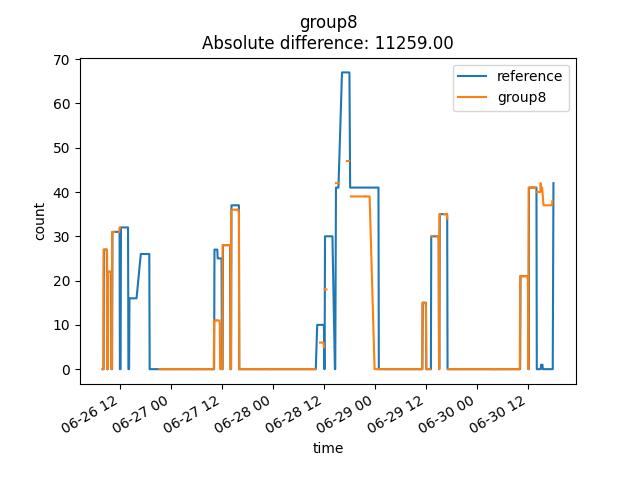 group8
Absolute difference: 11259.00
reference
group8
70
60
50
40
30
20
10
0
count
06-26 12
06-27 00
06-27 12
06-28 00
06-28 12
06-29 00
06-29 12
06-30 00
06-30 12
time